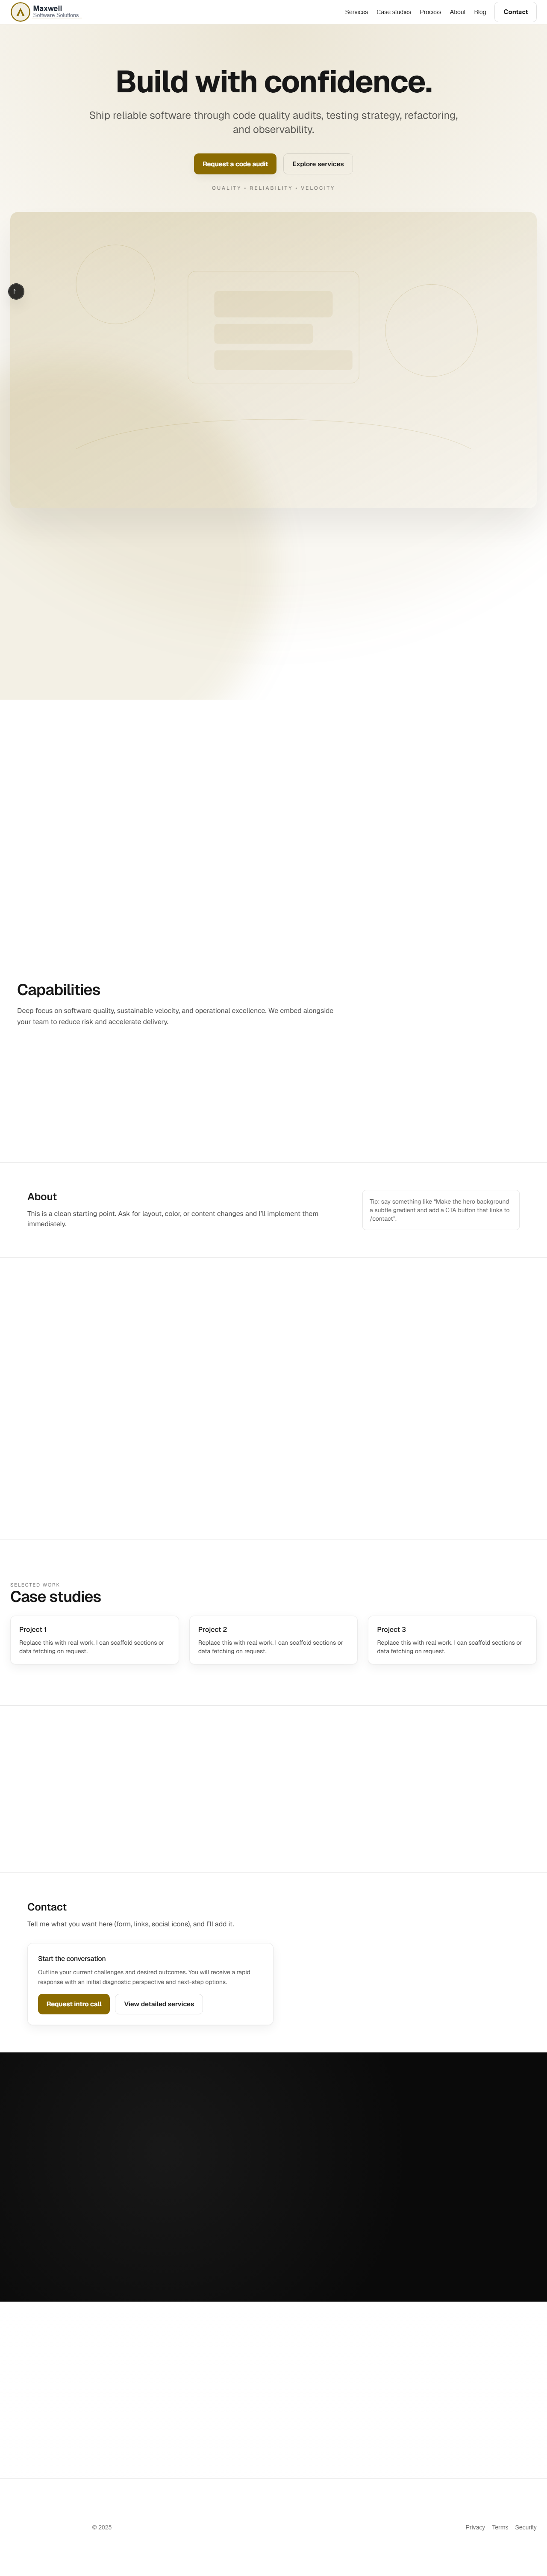 Maxwell
Software Solutions
Services Case studies Process About Blog Contact
Build with confidence.
Ship reliable software through code quality audits, testing strategy, refactoring,
and observability.
Request a code audit Explore services
QUALITY • RELIABILITY • VELOCITY
Capabilities
Deep focus on software quality, sustainable velocity, and operational excellence. We embed alongside
your team to reduce risk and accelerate delivery.
About
This is a clean starting point. Ask for layout, color, or content changes and I'll implement them
immediately.
Tip: say something like "Make the hero background
a subtle gradient and add a CTA button that links to
/contact".
SELECTED WORK
Case studies
Project 1
Replace this with real work. I can scaffold sections or
data fetching on request.
Project 2
Replace this with real work. I can scaffold sections or
data fetching on request.
Project 3
Replace this with real work. I can scaffold sections or
data fetching on request.
Contact
Tell me what you want here (form, links, social icons), and I'll add it.
Start the conversation
Outline your current challenges and desired outcomes. You will receive a rapid
response with an initial diagnostic perspective and next-step options.
Request intro call View detailed services
© 2025
Privacy Terms Security